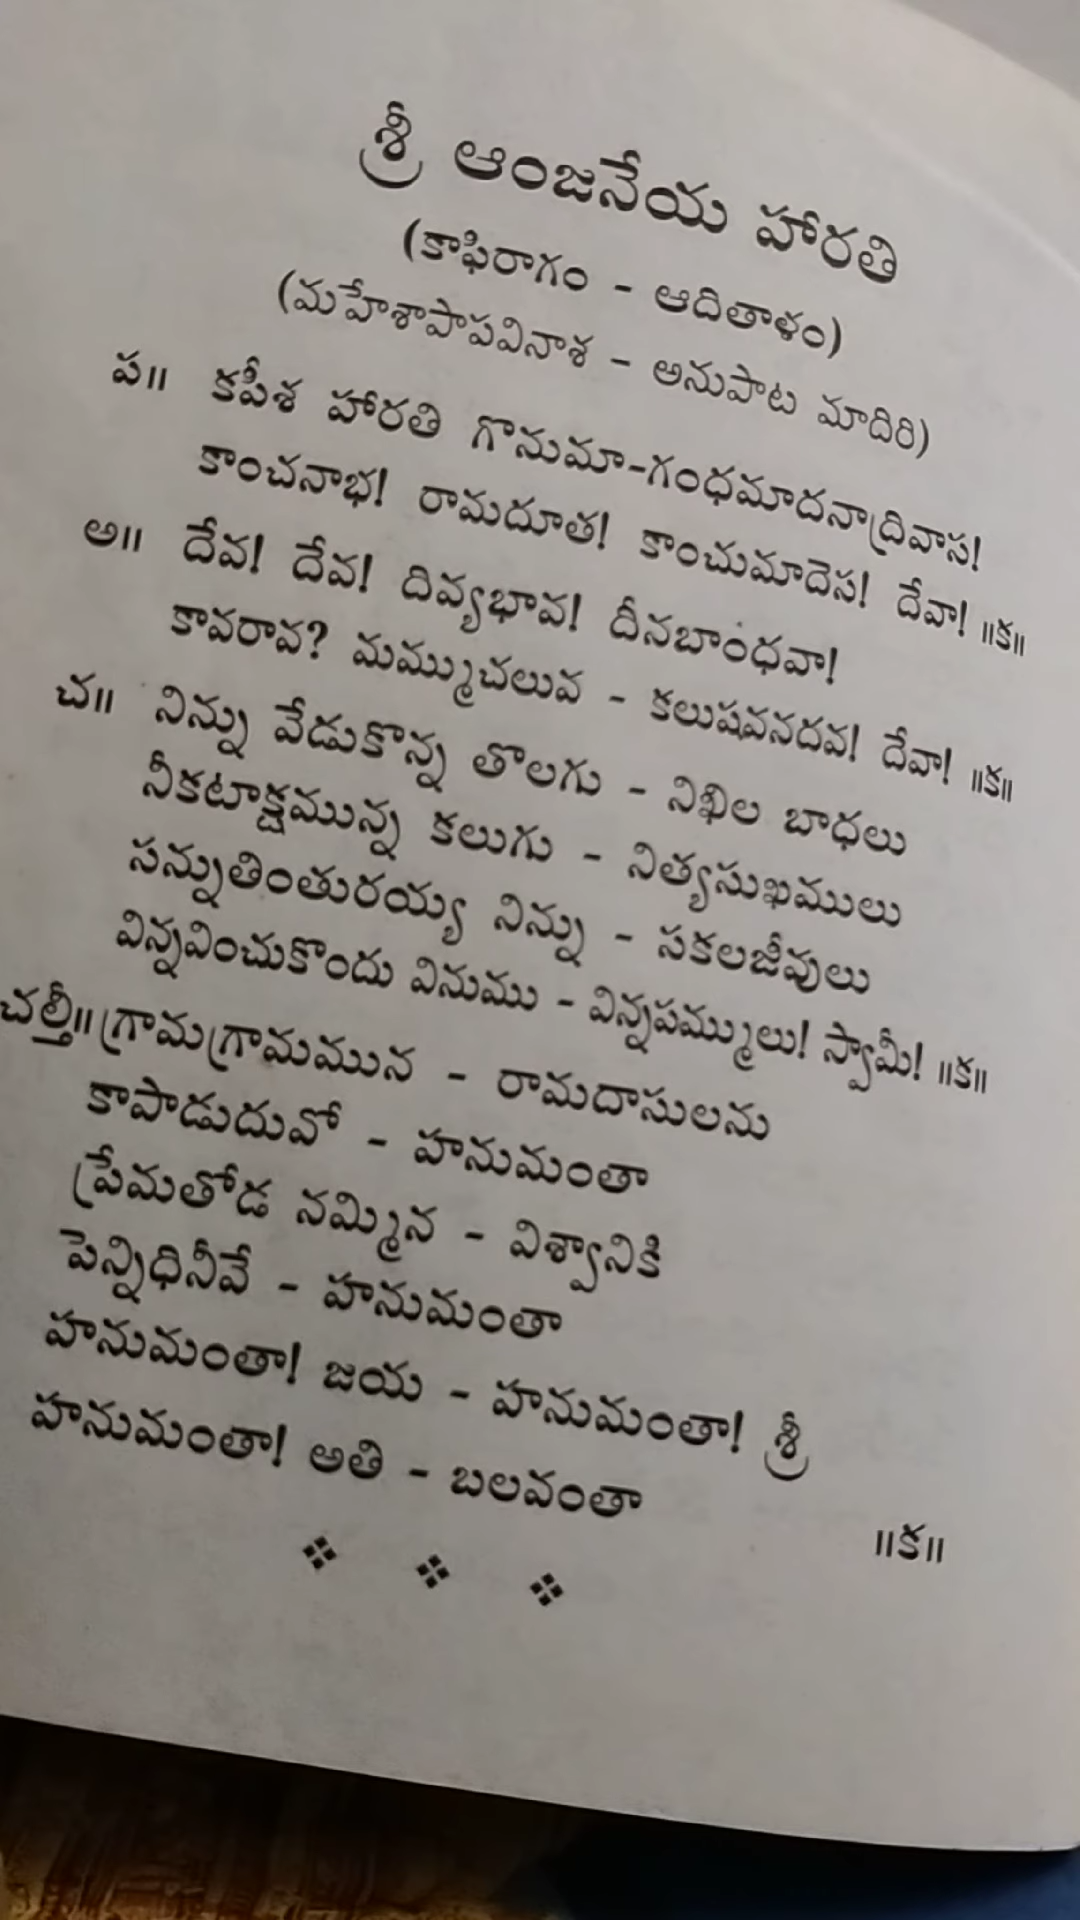 శ్రీ ఆంజనేయ హారతి
(కాఫిరాగం - ఆదితాళం)
(మహేశాపాపవినాశ - అనుపాట మాదిరి)
ప॥ కపీశ హారతి గొనుమా-గంధమాదనాద్రివాస!
కాంచనాభ! రామదూత! కాంచుమాదెస! దేవా! ॥క॥
అ॥ దేవ! దేవ! దివ్యభావ! దీనబాంధవా!
కావరావ? మమ్ముచలువ - కలుషవనదవ! దేవా! ॥క॥
చ॥ నిన్ను వేడుకొన్న తొలగు - నిఖిల బాధలు
నీకటాక్షమున్న కలుగు - నిత్యసుఖములు
సన్నుతింతురయ్య నిన్ను - సకలజీవులు
విన్నవించుకొందు వినుము - విన్నపమ్ములు! స్వామీ! ॥క॥
చల్తీ॥ గ్రామగ్రామమున - రామదాసులను
కాపాడుదువో - హనుమంతా
ప్రేమతోడ నమ్మిన - విశ్వానికి
పెన్నిధినీవే - హనుమంతా
హనుమంతా! జయ - హనుమంతా! శ్రీ
హనుమంతా! అతి - బలవంతా ॥క॥